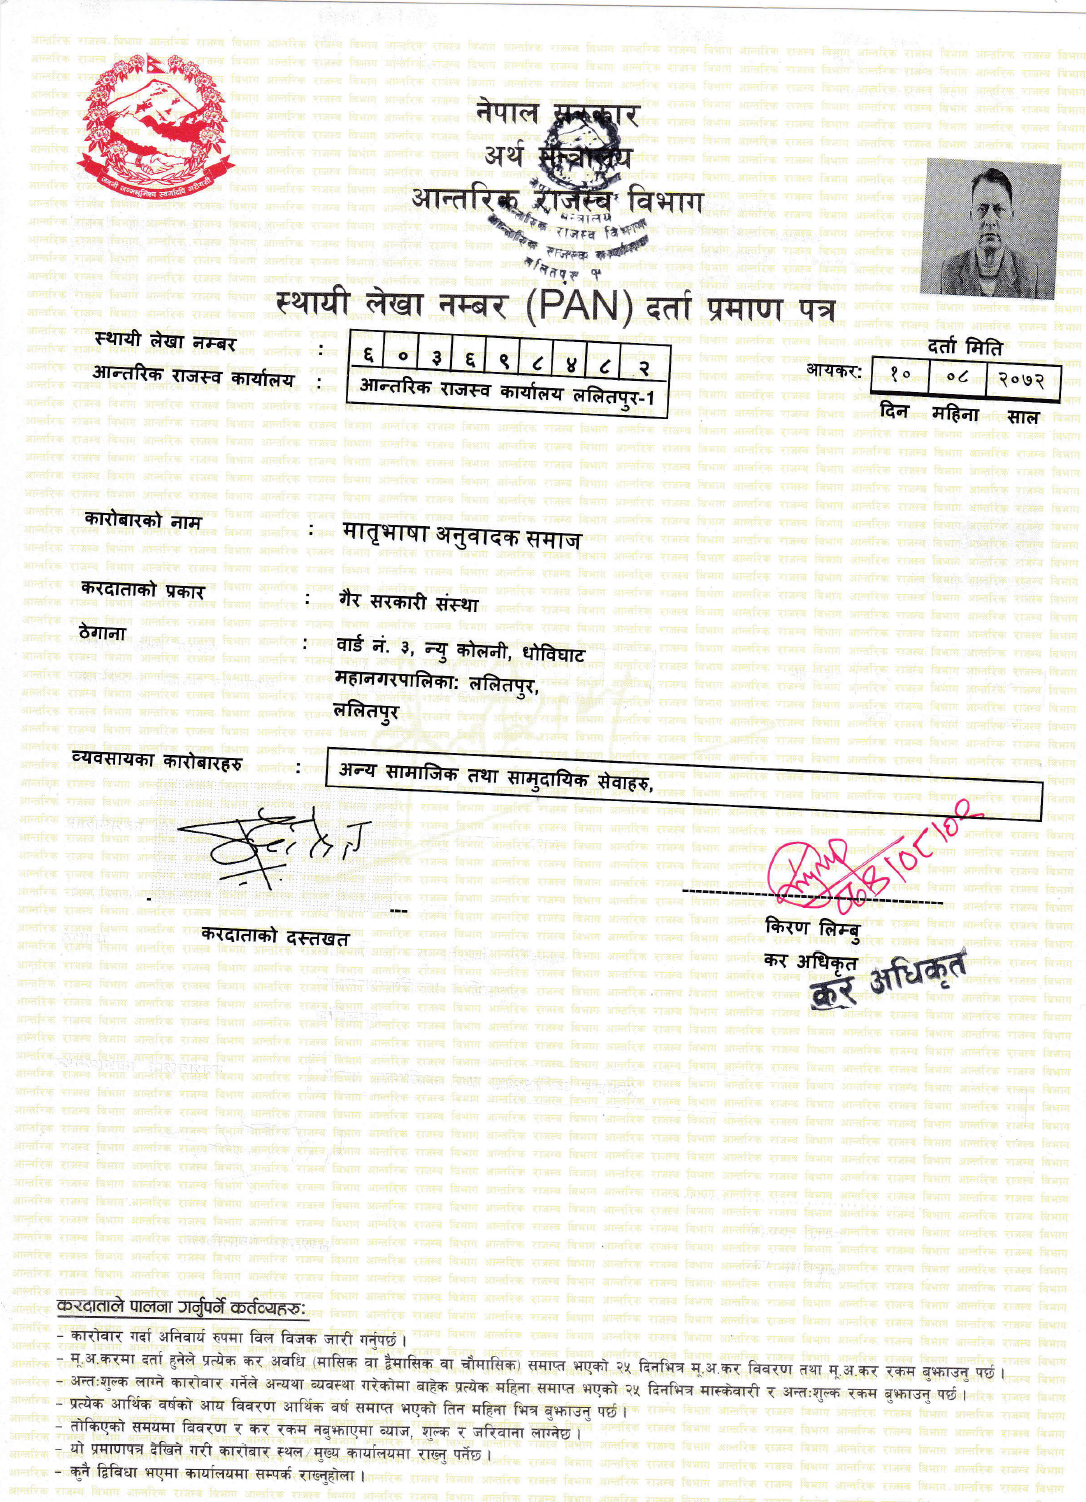 नेपाल सरकार
अर्थ मन्त्रालय
आन्तरिक राजस्व विभाग
स्थायी लेखा नम्बर (PAN) दर्ता प्रमाण पत्र
स्थायी लेखा नम्बर : ६ ० ३ ६ ९ ८ ४ ८ २
आन्तरिक राजस्व कार्यालय : आन्तरिक राजस्व कार्यालय ललितपुर-1
दर्ता मिति
आयकर: १० ०८ २०७२
दिन महिना साल
कारोबारको नाम : मातृभाषा अनुवादक समाज
करदाताको प्रकार : गैर सरकारी संस्था
ठेगाना : वार्ड नं. ३, न्यु कोलनी, धोविघाट
महानगरपालिका: ललितपुर,
ललितपुर
व्यवसायका कारोबारहरु : अन्य सामाजिक तथा सामुदायिक सेवाहरु,
करदाताको दस्तखत
किरण लिम्बु
कर अधिकृत
कर अधिकृत
करदाताले पालना गर्नुपर्ने कर्तव्यहरु:
– कारोवार गर्दा अनिवार्य रुपमा विल विजक जारी गर्नुपर्छ ।
– मू.अ.करमा दर्ता हुनेले प्रत्येक कर अवधि (मासिक वा द्वैमासिक वा चौमासिक) समाप्त भएको २५ दिनभित्र मू.अ.कर विवरण तथा मू.अ.कर रकम बुझाउनु पर्छ ।
– अन्तःशुल्क लाग्ने कारोवार गर्नेले अन्यथा व्यवस्था गरेकोमा बाहेक प्रत्येक महिना समाप्त भएको २५ दिनभित्र मास्केवारी र अन्तःशुल्क रकम बुझाउनु पर्छ ।
– प्रत्येक आर्थिक वर्षको आय विवरण आर्थिक वर्ष समाप्त भएको तिन महिना भित्र बुझाउनु पर्छ ।
– तोकिएको समयमा विवरण र कर रकम नबुझाएमा ब्याज, शुल्क र जरिवाना लाग्नेछ ।
– यो प्रमाणपत्र देखिने गरी कारोबार स्थल/मुख्य कार्यालयमा राख्नु पर्नेछ ।
– कुनै द्विविधा भएमा कार्यालयमा सम्पर्क राख्नुहोला ।